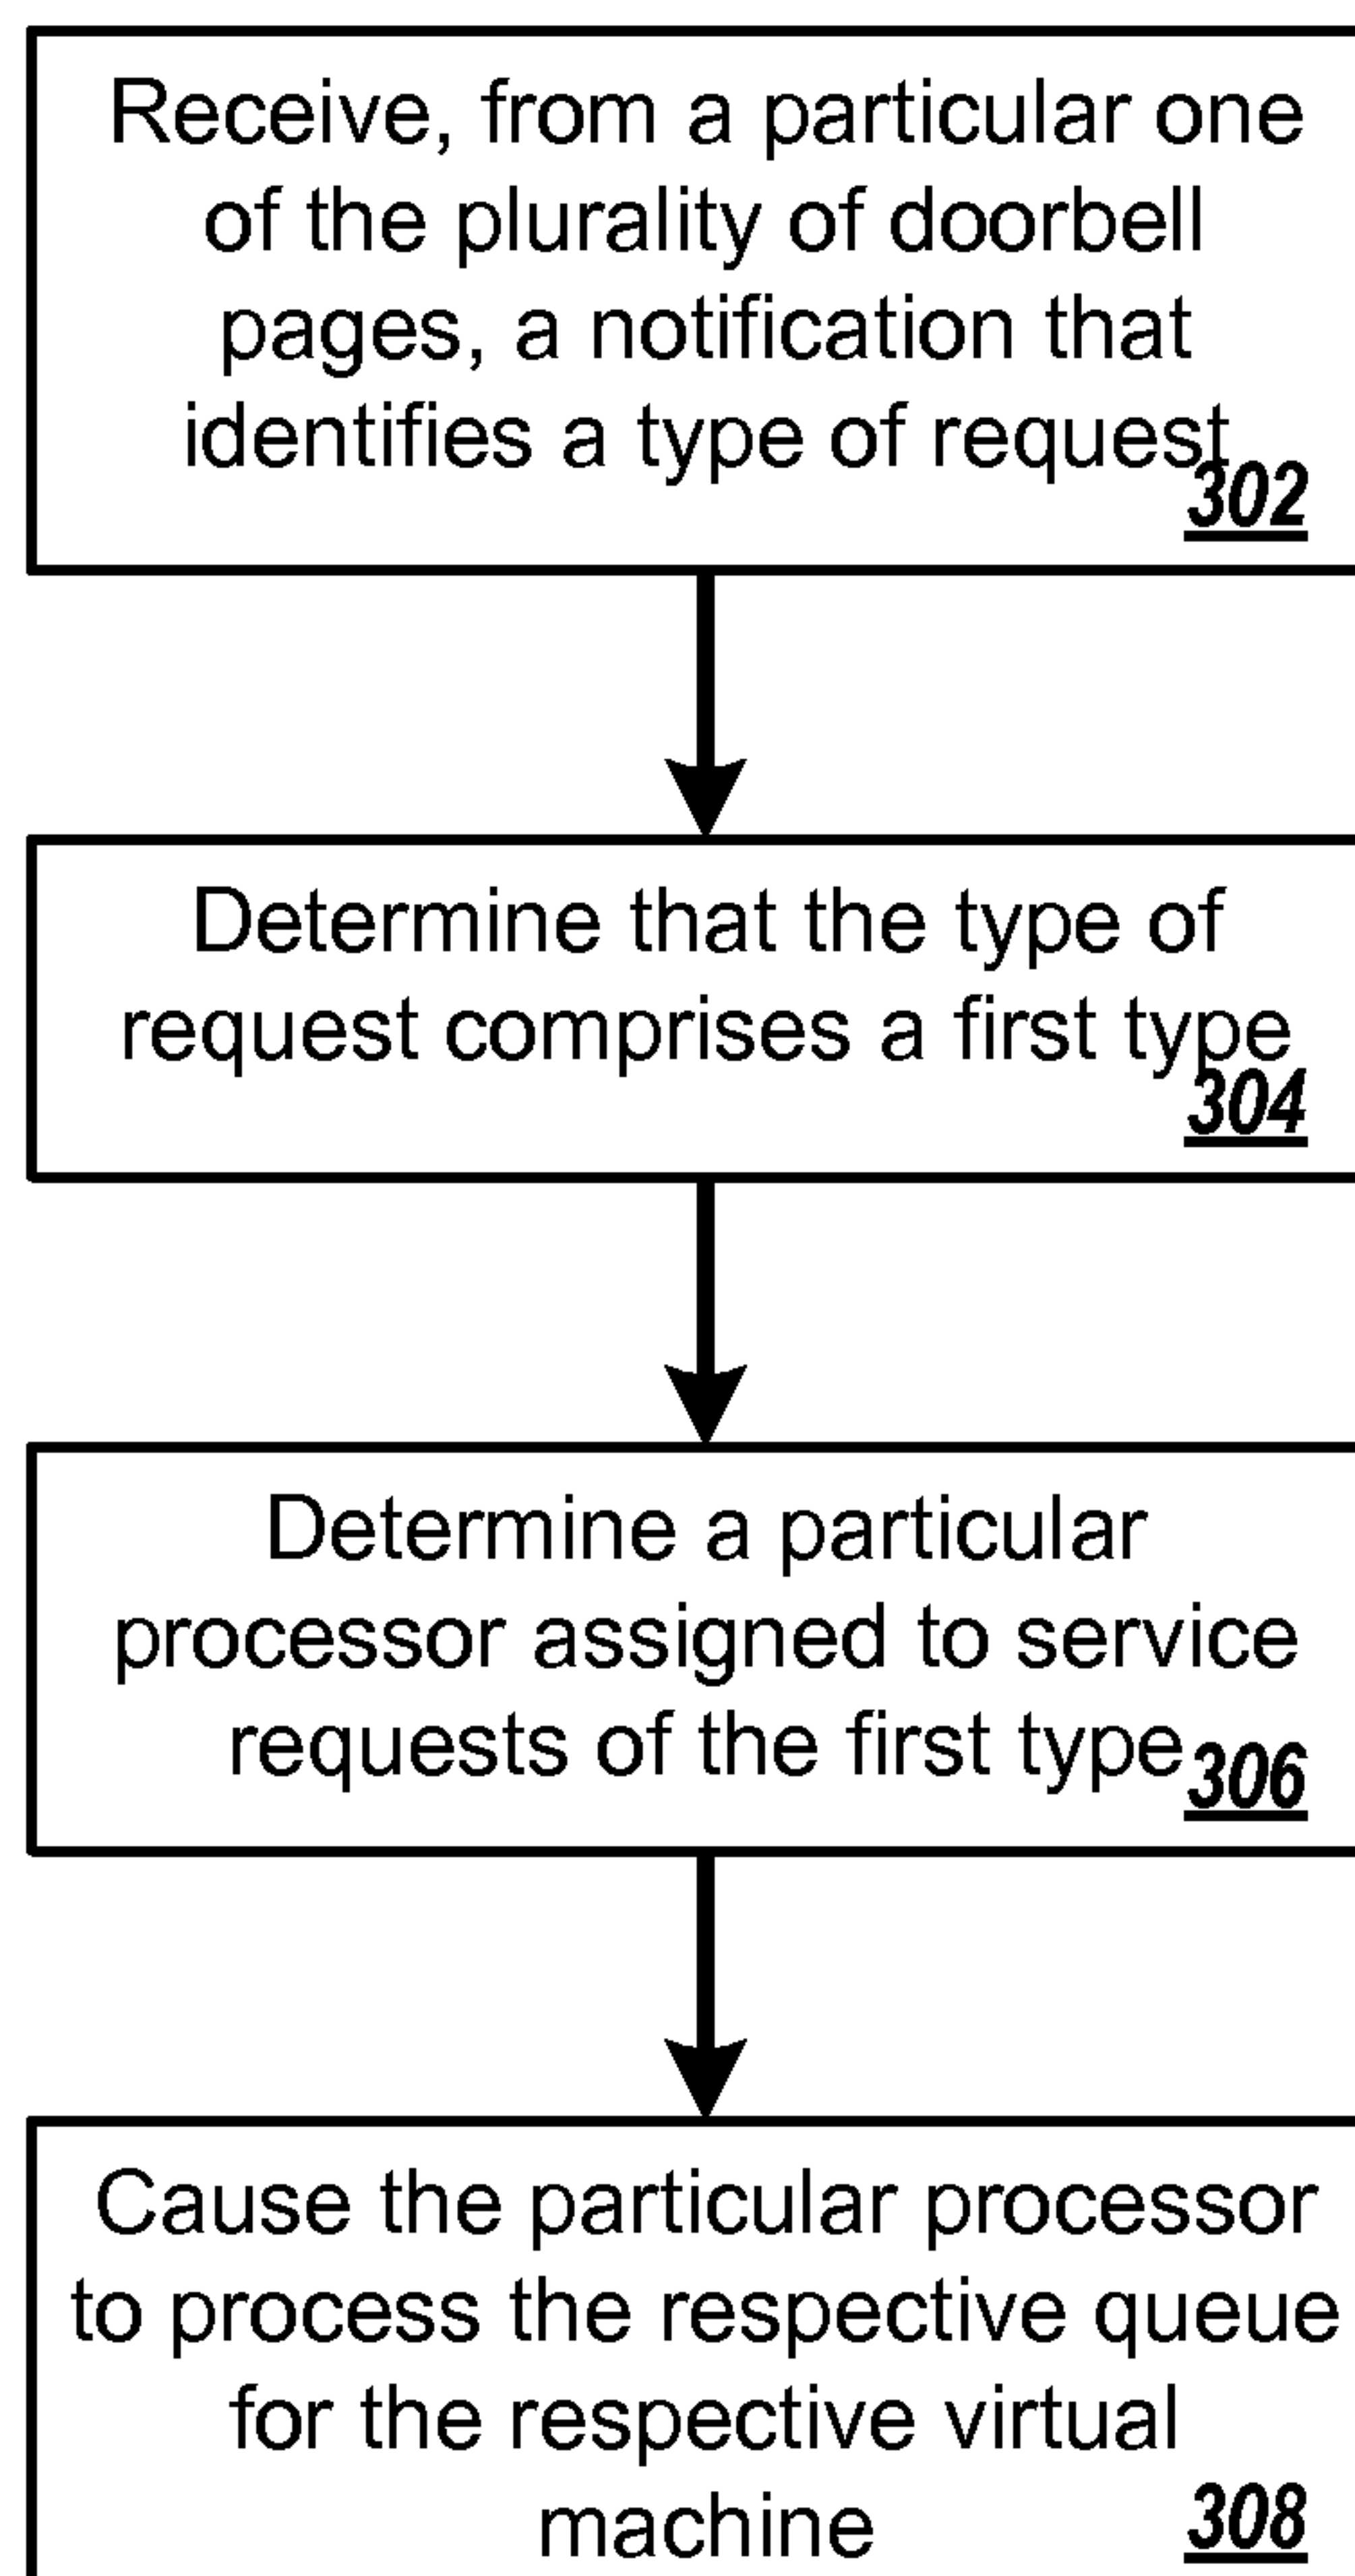 Receive, from a particular one
of the plurality of doorbell
pages, a notification that
identifies a type of request
302
Determine that the type of
request comprises a first type
304
Determine a particular
processor assigned to service
requests of the first type
306
Cause the particular processor
to process the respective queue
for the respective virtual
machine
308